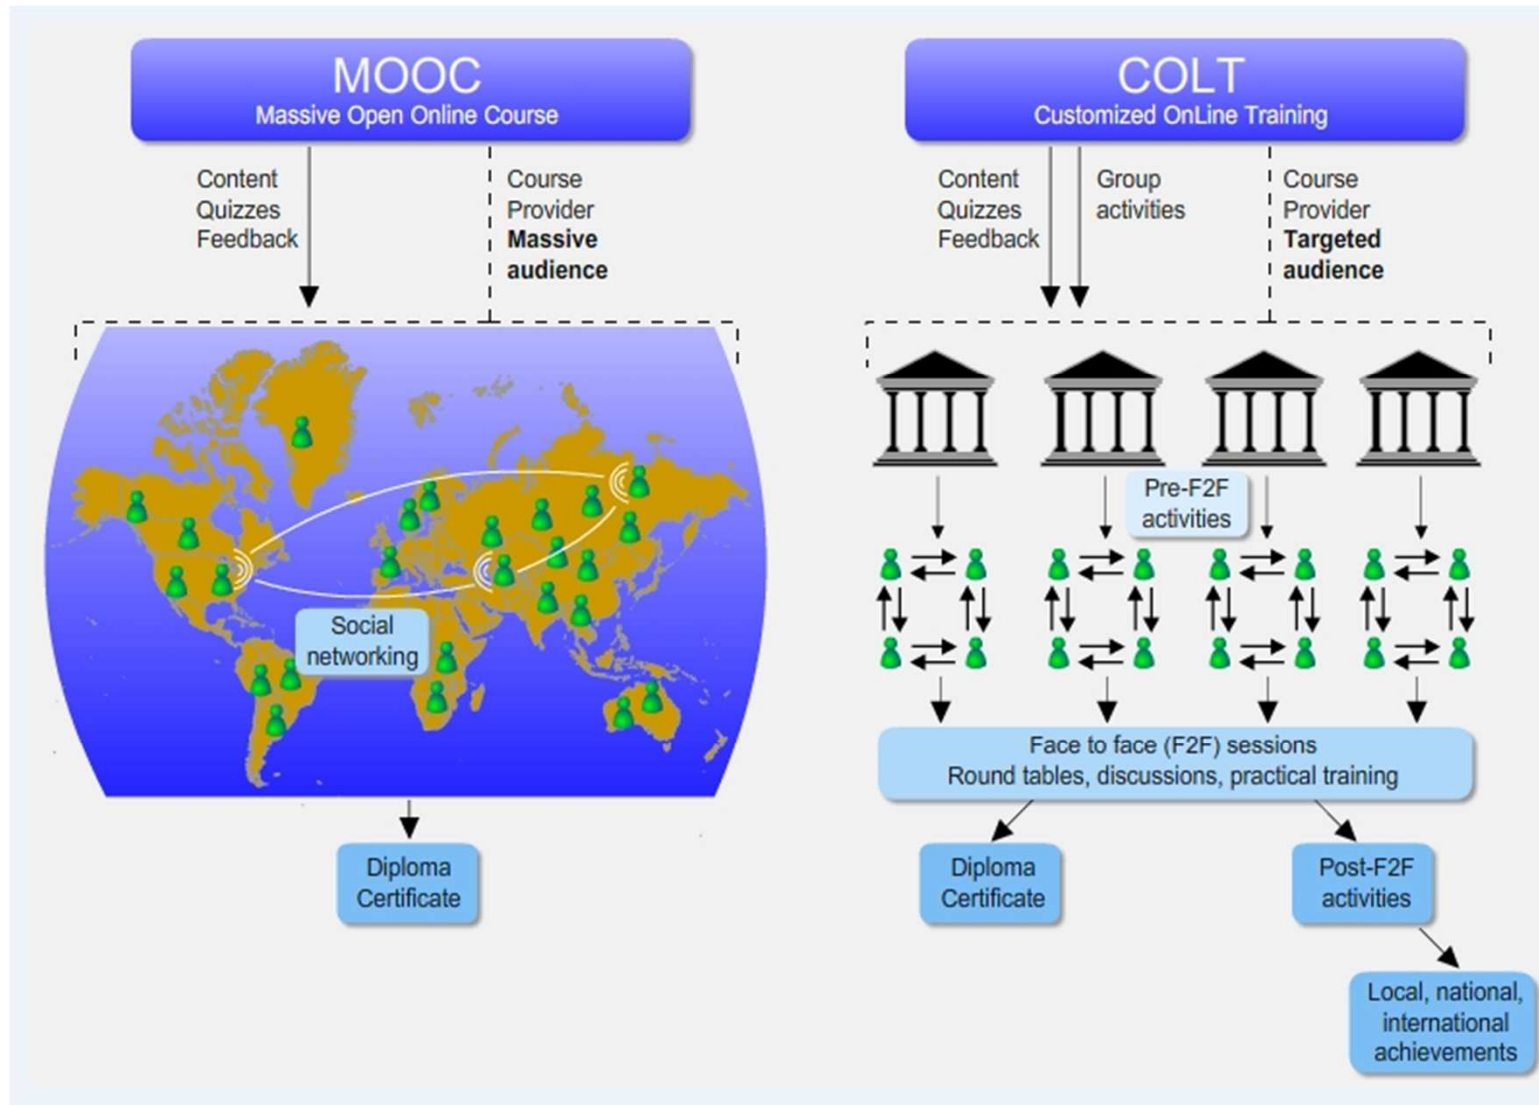 MOOC
Massive Open Online Course
Content
Quizzes
Feedback
Course
Provider
Massive
audience
Social
networking
Diploma
Certificate
COLT
Customized OnLine Training
Content
Quizzes
Feedback
Group
activities
Course
Provider
Targeted
audience
Pre-F2F
activities
Face to face (F2F) sessions
Round tables, discussions, practical training
Diploma
Certificate
Post-F2F
activities
Local, national,
international
achievements